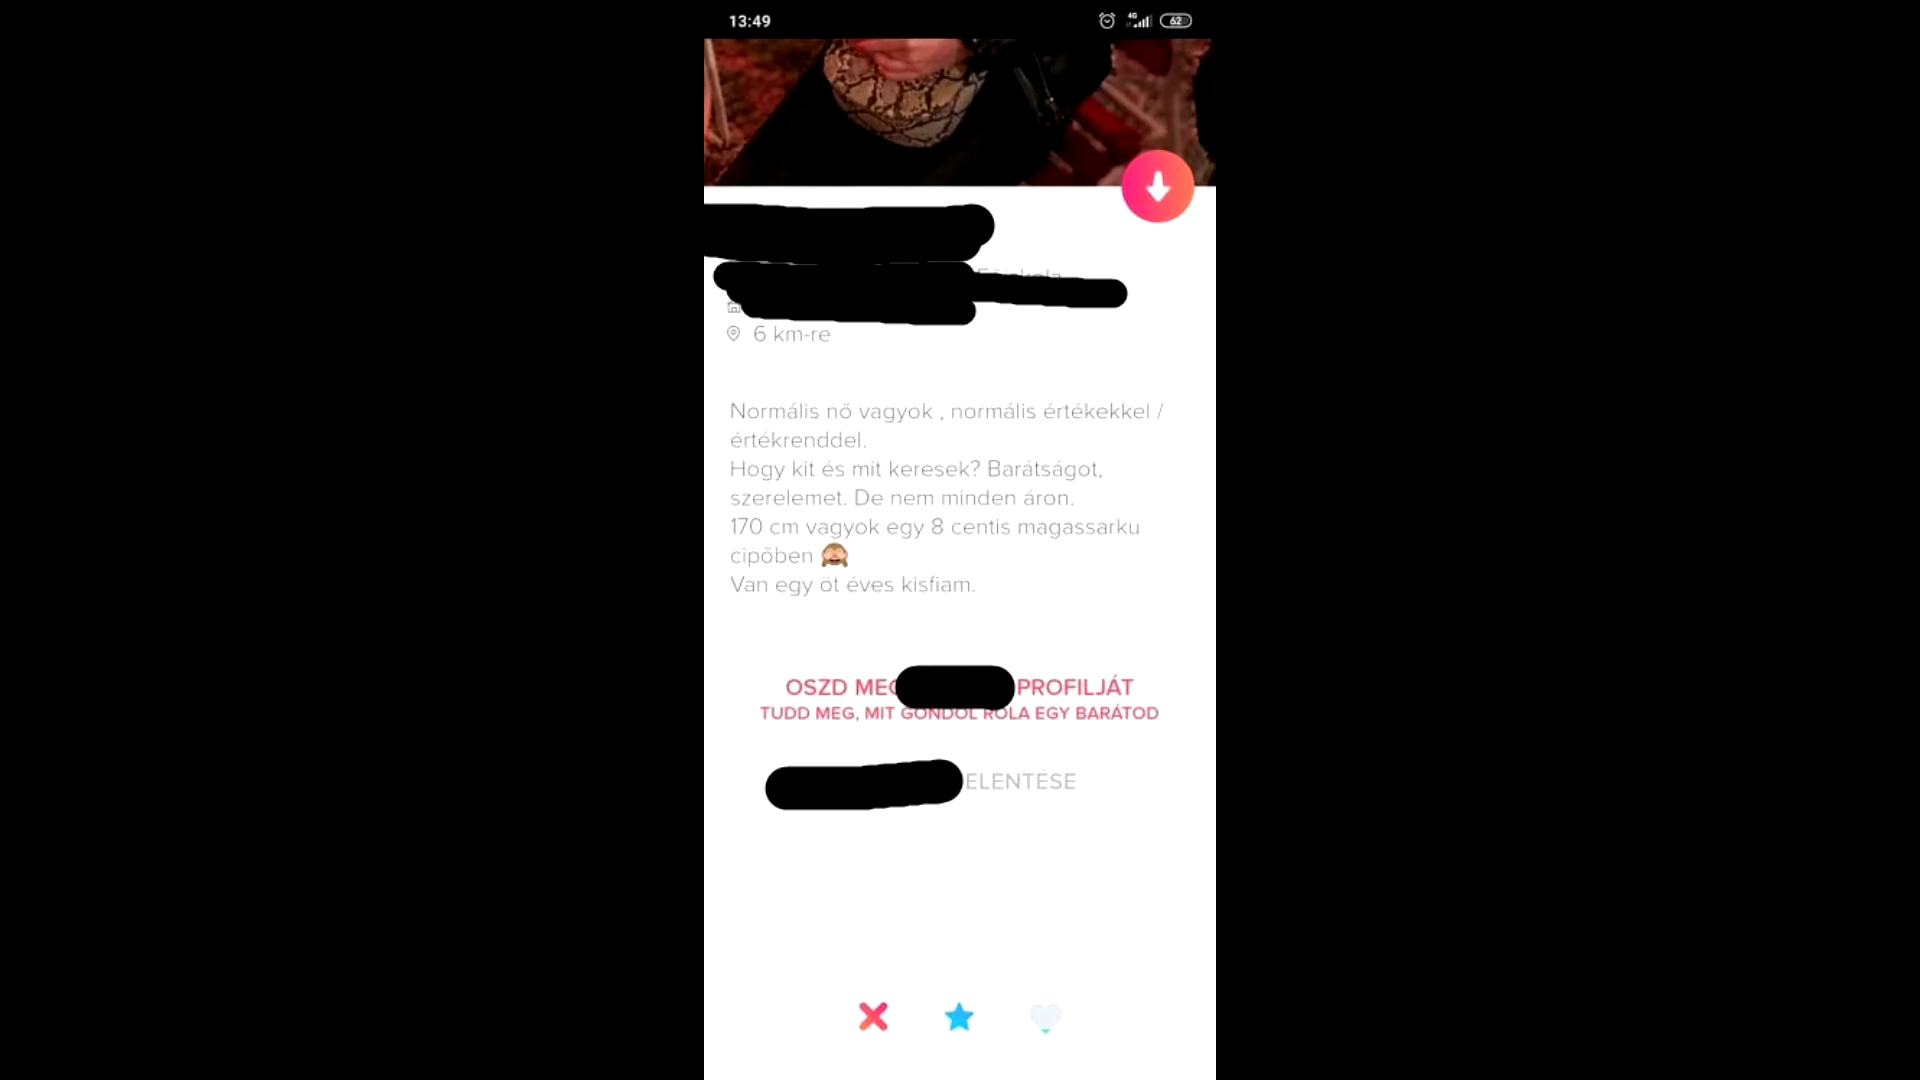 13:49
4G
62
6 km-re
Normális nő vagyok , normális értékekkel /
értékrenddel.
Hogy kit és mit keresek? Barátságot,
szerelemet. De nem minden áron.
170 cm vagyok egy 8 centis magassarku
cipőben 🙈
Van egy öt éves kisfiam.
OSZD MEG PROFILJÁT
TUDD MEG, MIT GONDOL RÓLA EGY BARÁTOD
ELENTÉSE